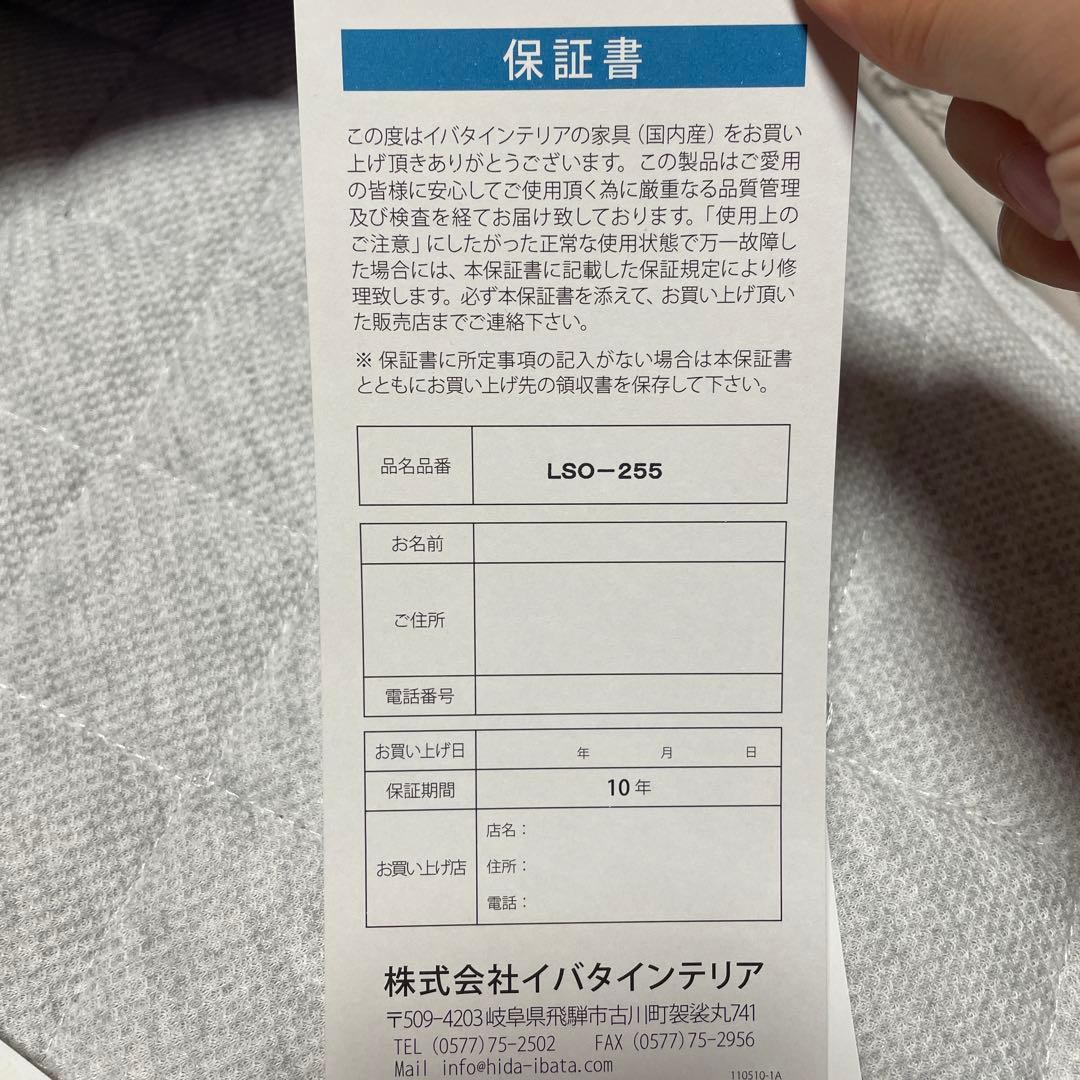 保証書
この度はイバタインテリアの家具（国内産）をお買い
上げ頂きありがとうございます。この製品はご愛用
の皆様に安心してご使用頂く為に厳重なる品質管理
及び検査を経てお届け致しております。「使用上の
ご注意」にしたがった正常な使用状態で万一故障し
た場合には、本保証書に記載した保証規定により修
理致します。必ず本保証書を添えて、お買い上げ頂い
た販売店までご連絡下さい。
※ 保証書に所定事項の記入がない場合は本保証書
とともにお買い上げ先の領収書を保存して下さい。
品名品番 LSO−255
お名前
ご住所
電話番号
お買い上げ日 年 月 日
保証期間 10年
お買い上げ店 店名：
住所：
電話：
株式会社イバタインテリア
〒509-4203岐阜県飛騨市古川町袈裟丸741
TEL (0577)75-2502 FAX (0577)75-2956
Mail info@hida-ibata.com
110510-1A